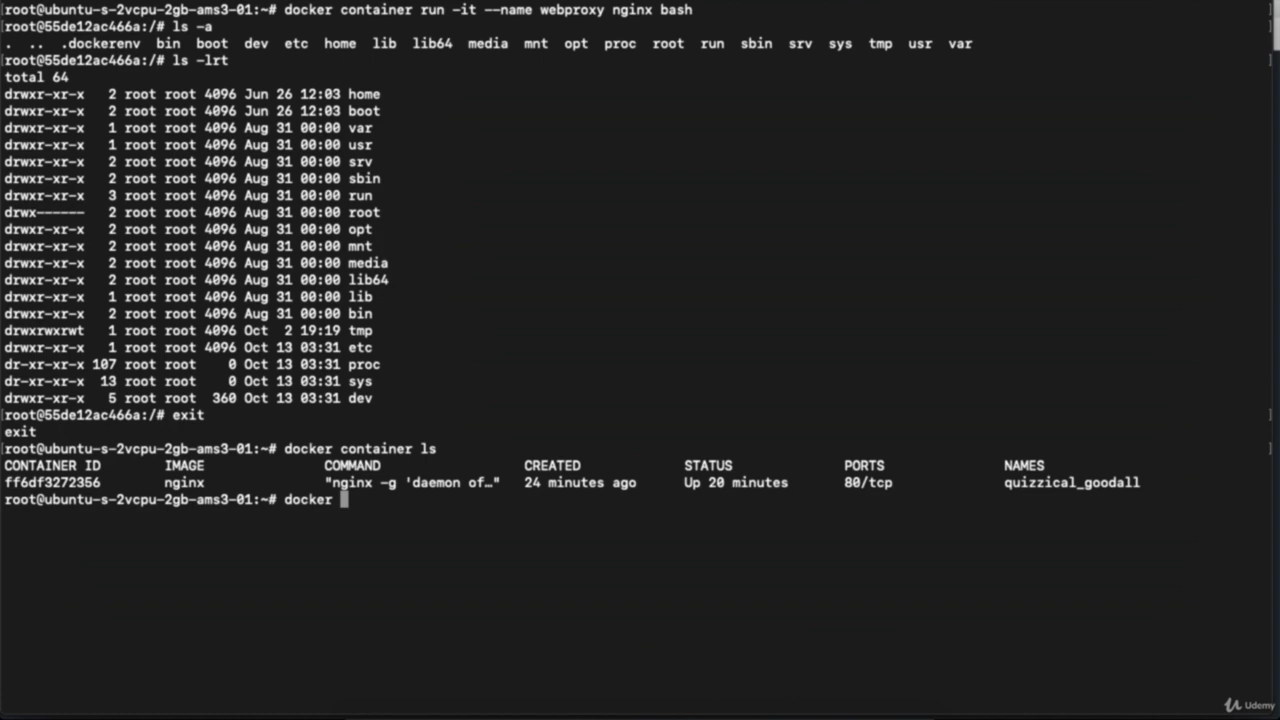 root@ubuntu-s-2vcpu-2gb-ams3-01:~# docker container run -it --name webproxy nginx bash
root@55de12ac466a:/# ls -a
.  ..  .dockerenv  bin  boot  dev  etc  home  lib  lib64  media  mnt  opt  proc  root  run  sbin  srv  sys  tmp  usr  var
root@55de12ac466a:/# ls -lrt
total 64
drwxr-xr-x   2 root root 4096 Jun 26 12:03 home
drwxr-xr-x   2 root root 4096 Jun 26 12:03 boot
drwxr-xr-x   1 root root 4096 Aug 31 00:00 var
drwxr-xr-x   1 root root 4096 Aug 31 00:00 usr
drwxr-xr-x   2 root root 4096 Aug 31 00:00 srv
drwxr-xr-x   2 root root 4096 Aug 31 00:00 sbin
drwxr-xr-x   3 root root 4096 Aug 31 00:00 run
drwx------   2 root root 4096 Aug 31 00:00 root
drwxr-xr-x   2 root root 4096 Aug 31 00:00 opt
drwxr-xr-x   2 root root 4096 Aug 31 00:00 mnt
drwxr-xr-x   2 root root 4096 Aug 31 00:00 media
drwxr-xr-x   2 root root 4096 Aug 31 00:00 lib64
drwxr-xr-x   1 root root 4096 Aug 31 00:00 lib
drwxr-xr-x   2 root root 4096 Aug 31 00:00 bin
drwxrwxrwt   1 root root 4096 Oct  2 19:19 tmp
drwxr-xr-x   1 root root 4096 Oct 13 03:31 etc
dr-xr-xr-x 107 root root    0 Oct 13 03:31 proc
dr-xr-xr-x  13 root root    0 Oct 13 03:31 sys
drwxr-xr-x   5 root root  360 Oct 13 03:31 dev
root@55de12ac466a:/# exit
exit
root@ubuntu-s-2vcpu-2gb-ams3-01:~# docker container ls
CONTAINER ID        IMAGE               COMMAND                  CREATED             STATUS              PORTS               NAMES
ff6df3272356        nginx               "nginx -g 'daemon of…"   24 minutes ago      Up 20 minutes       80/tcp              quizzical_goodall
root@ubuntu-s-2vcpu-2gb-ams3-01:~# docker
Udemy